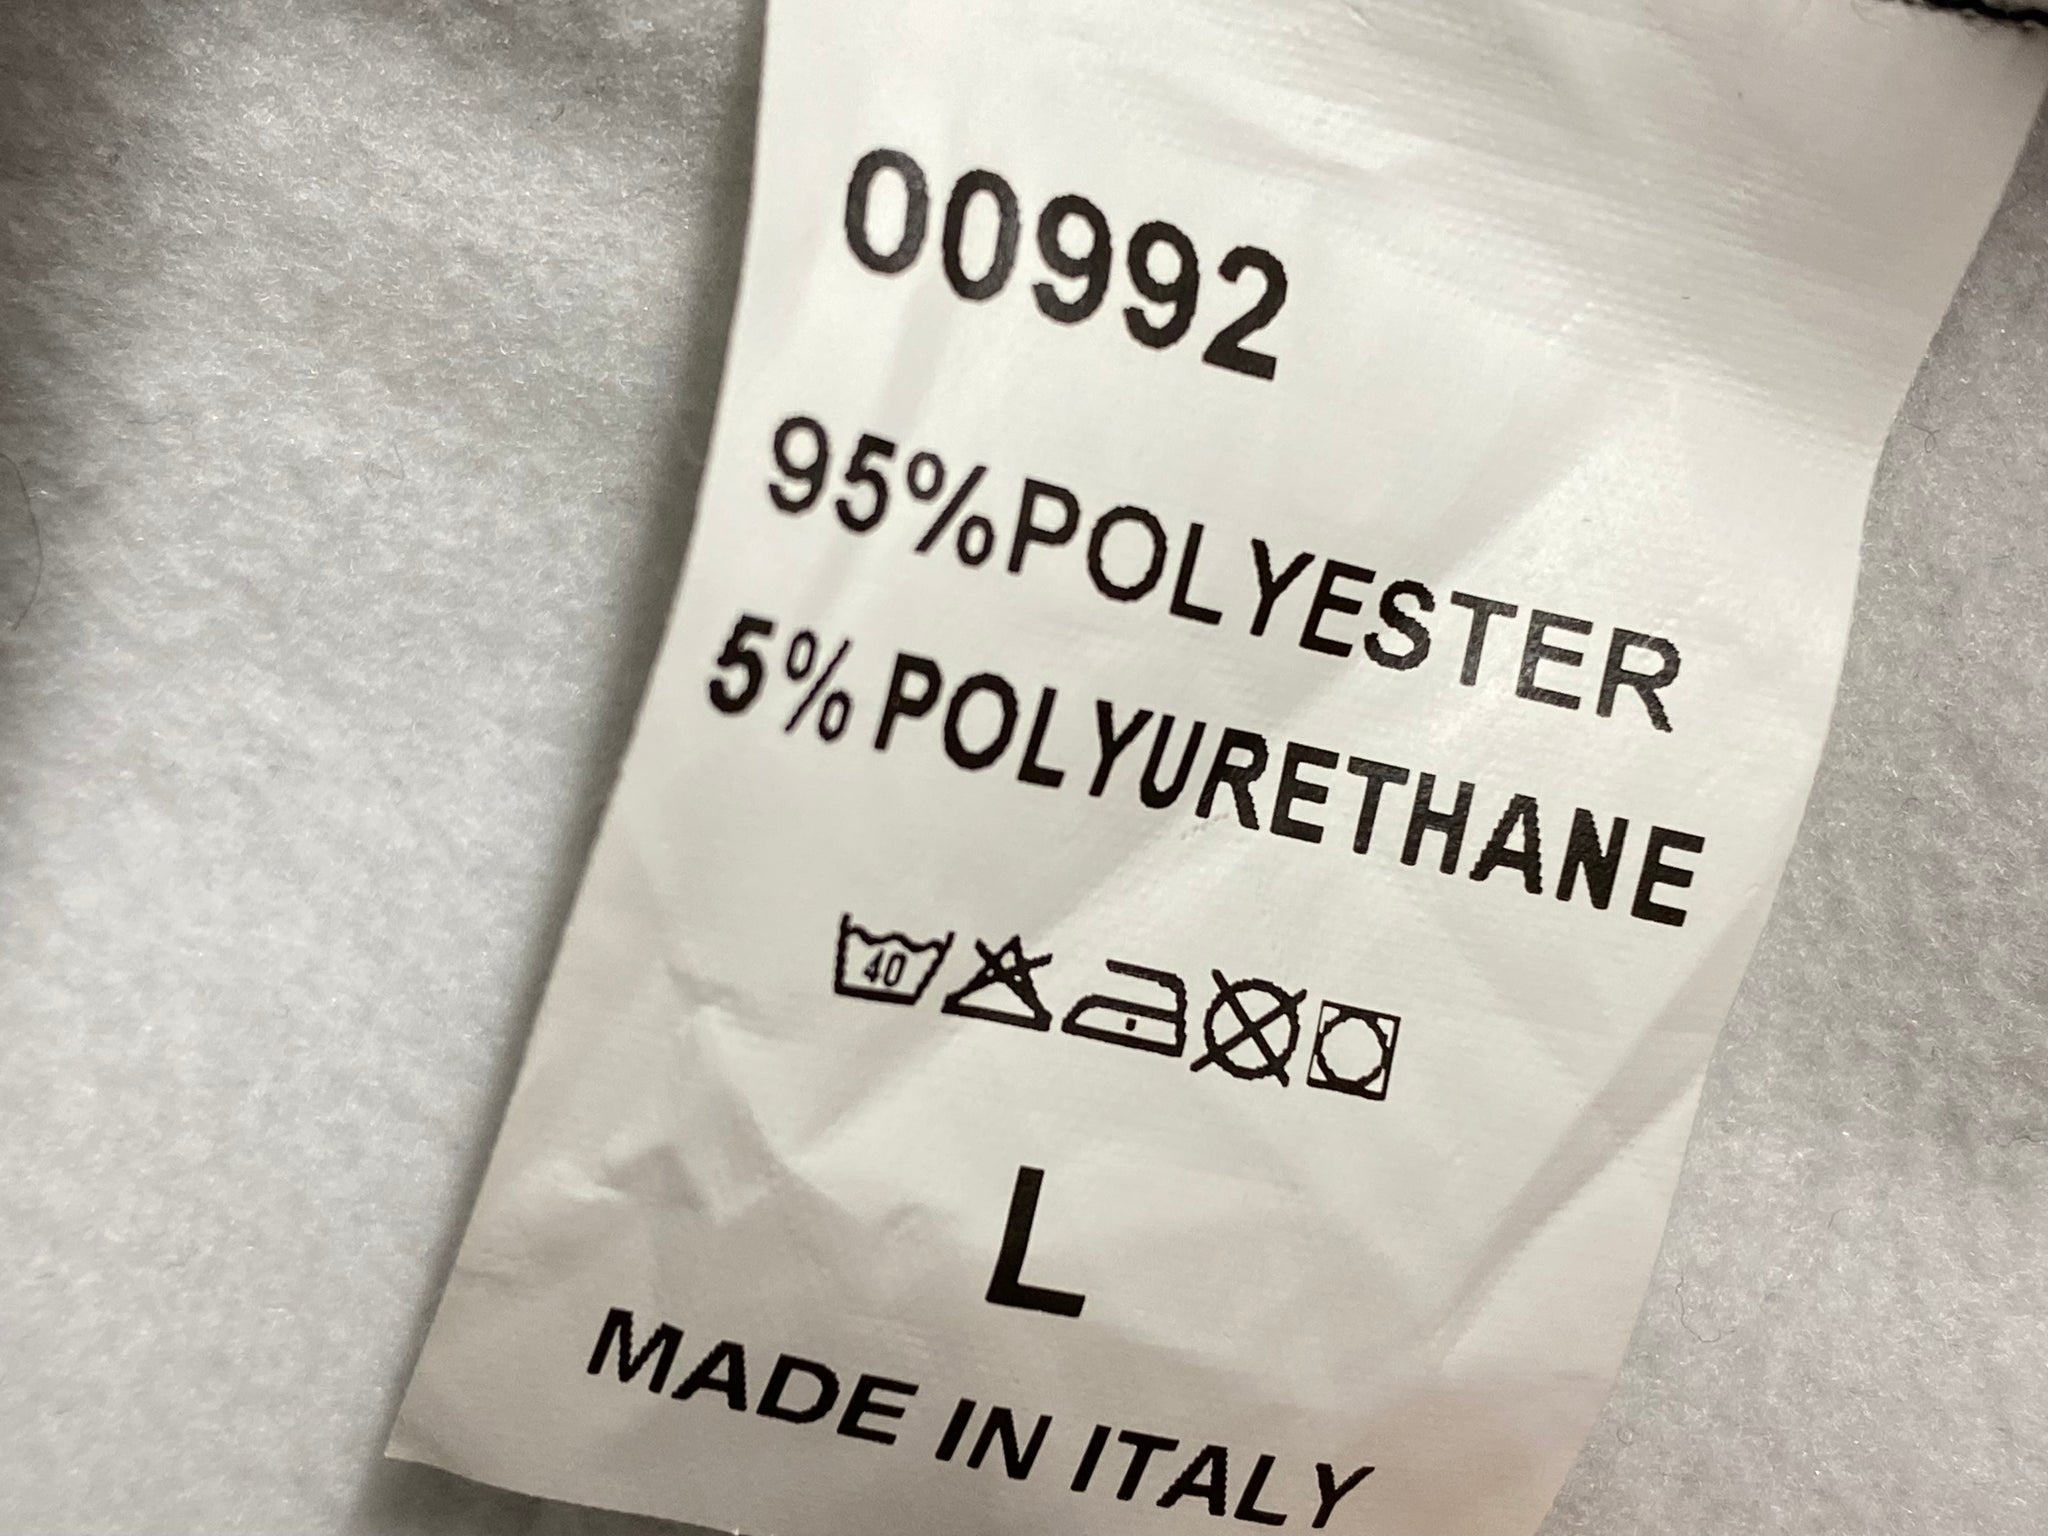 00992
95%POLYESTER
5% POLYURETHANE
40
L
MADE IN ITALY